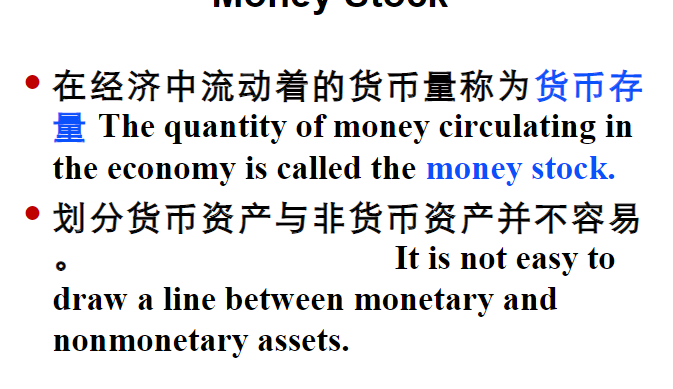 Money Stock
在经济中流动着的货币量称为货币存
量 The quantity of money circulating in
the economy is called the money stock.
划分货币资产与非货币资产并不容易
。 It is not easy to
draw a line between monetary and
nonmonetary assets.